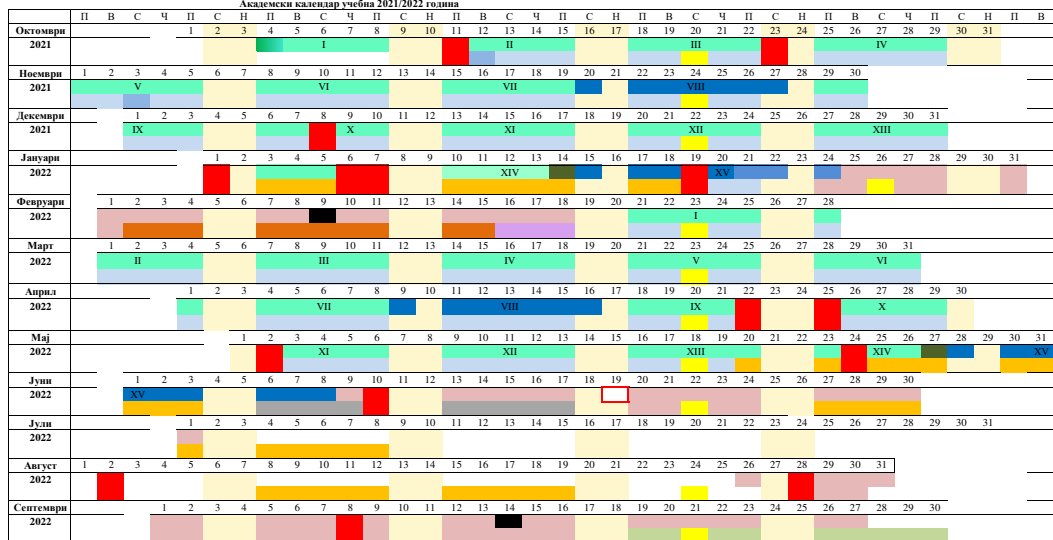 Академски календар учебна 2021/2022 година
П В С Ч П С Н П В С Ч П С Н П В С Ч П С Н П В С Ч П С Н П В С Ч П С Н П В
Октомври 1 2 3 4 5 6 7 8 9 10 11 12 13 14 15 16 17 18 19 20 21 22 23 24 25 26 27 28 29 30 31
2021 I II III IV
Ноември 1 2 3 4 5 6 7 8 9 10 11 12 13 14 15 16 17 18 19 20 21 22 23 24 25 26 27 28 29 30
2021 V VI VII VIII
Декември 1 2 3 4 5 6 7 8 9 10 11 12 13 14 15 16 17 18 19 20 21 22 23 24 25 26 27 28 29 30 31
2021 IX X XI XII XIII
Јануари 1 2 3 4 5 6 7 8 9 10 11 12 13 14 15 16 17 18 19 20 21 22 23 24 25 26 27 28 29 30 31
2022 XIV XV
Февруари 1 2 3 4 5 6 7 8 9 10 11 12 13 14 15 16 17 18 19 20 21 22 23 24 25 26 27 28
2022 I
Март 1 2 3 4 5 6 7 8 9 10 11 12 13 14 15 16 17 18 19 20 21 22 23 24 25 26 27 28 29 30 31
2022 II III IV V VI
Април 1 2 3 4 5 6 7 8 9 10 11 12 13 14 15 16 17 18 19 20 21 22 23 24 25 26 27 28 29 30
2022 VII VIII IX X
Мај 1 2 3 4 5 6 7 8 9 10 11 12 13 14 15 16 17 18 19 20 21 22 23 24 25 26 27 28 29 30 31
2022 XI XII XIII XIV XV
Јуни 1 2 3 4 5 6 7 8 9 10 11 12 13 14 15 16 17 18 19 20 21 22 23 24 25 26 27 28 29 30
2022 XV
Јули 1 2 3 4 5 6 7 8 9 10 11 12 13 14 15 16 17 18 19 20 21 22 23 24 25 26 27 28 29 30 31
2022
Август 1 2 3 4 5 6 7 8 9 10 11 12 13 14 15 16 17 18 19 20 21 22 23 24 25 26 27 28 29 30 31
2022
Септември 1 2 3 4 5 6 7 8 9 10 11 12 13 14 15 16 17 18 19 20 21 22 23 24 25 26 27 28 29 30
2022